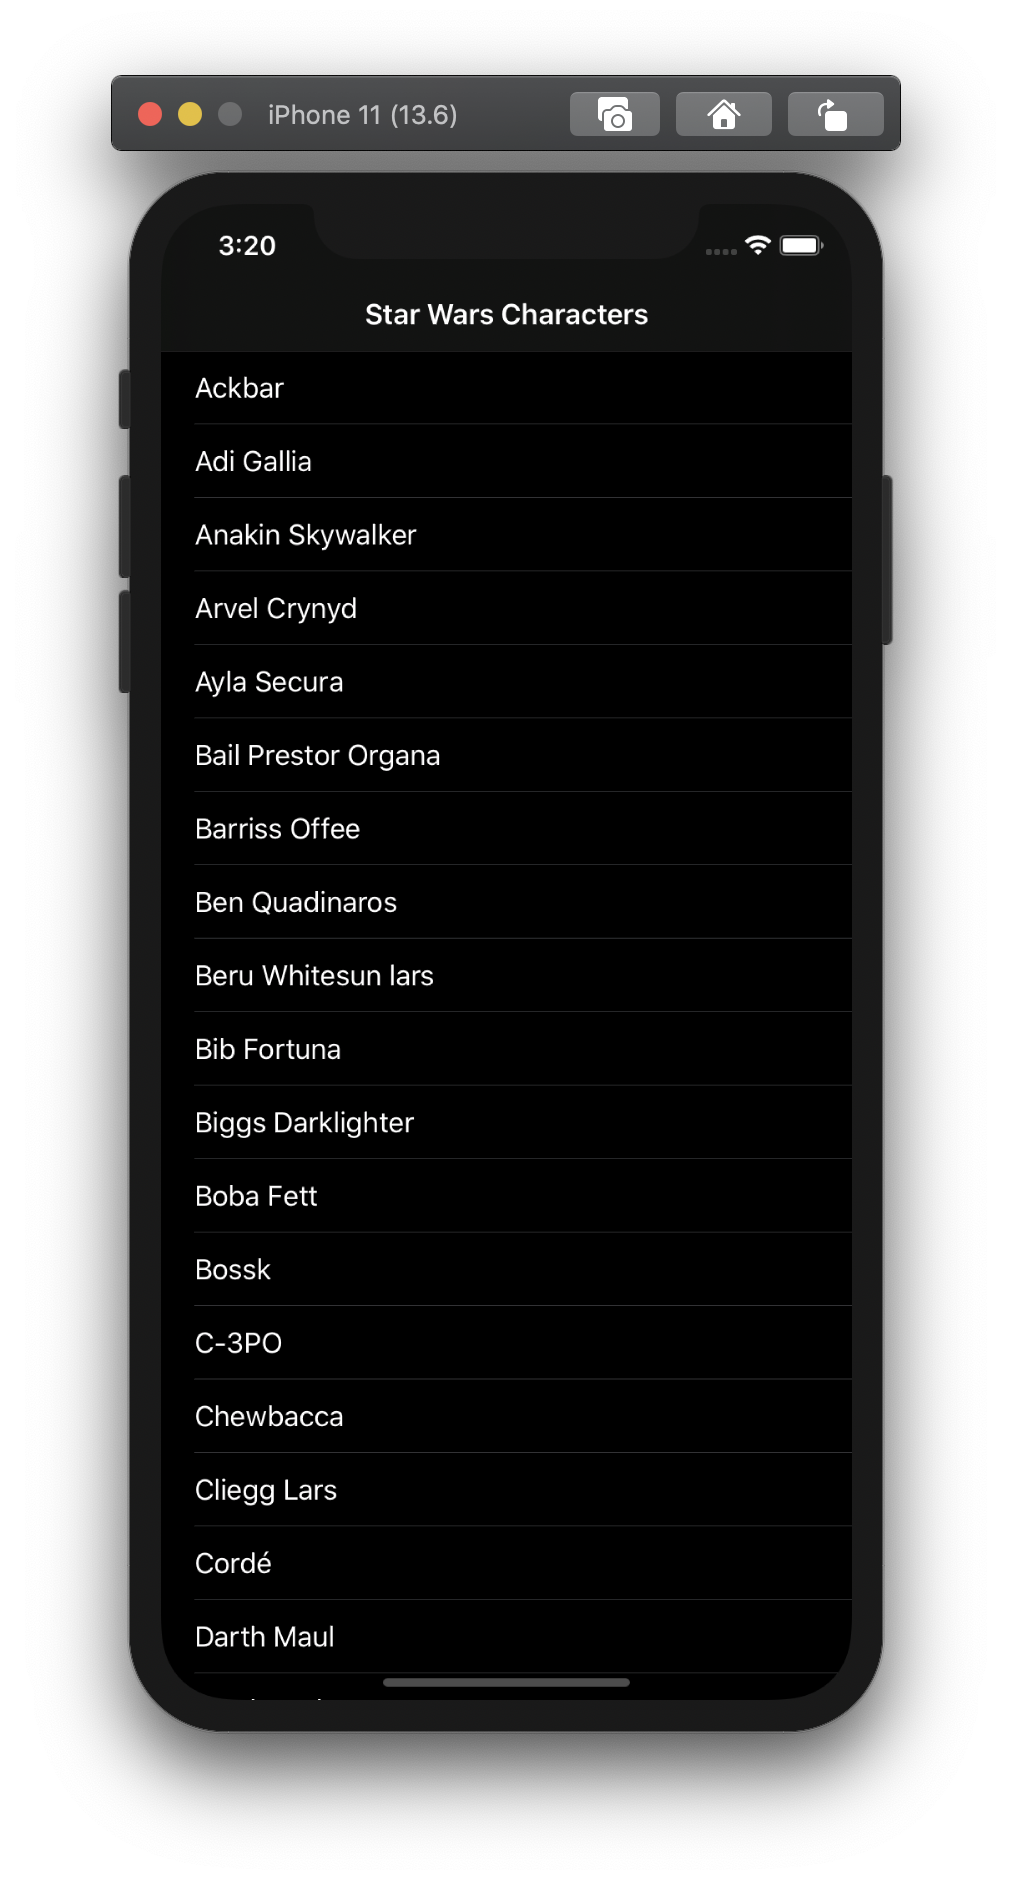 iPhone 11 (13.6)
3:20
Star Wars Characters
Ackbar
Adi Gallia
Anakin Skywalker
Arvel Crynyd
Ayla Secura
Bail Prestor Organa
Barriss Offee
Ben Quadinaros
Beru Whitesun lars
Bib Fortuna
Biggs Darklighter
Boba Fett
Bossk
C-3PO
Chewbacca
Cliegg Lars
Cordé
Darth Maul